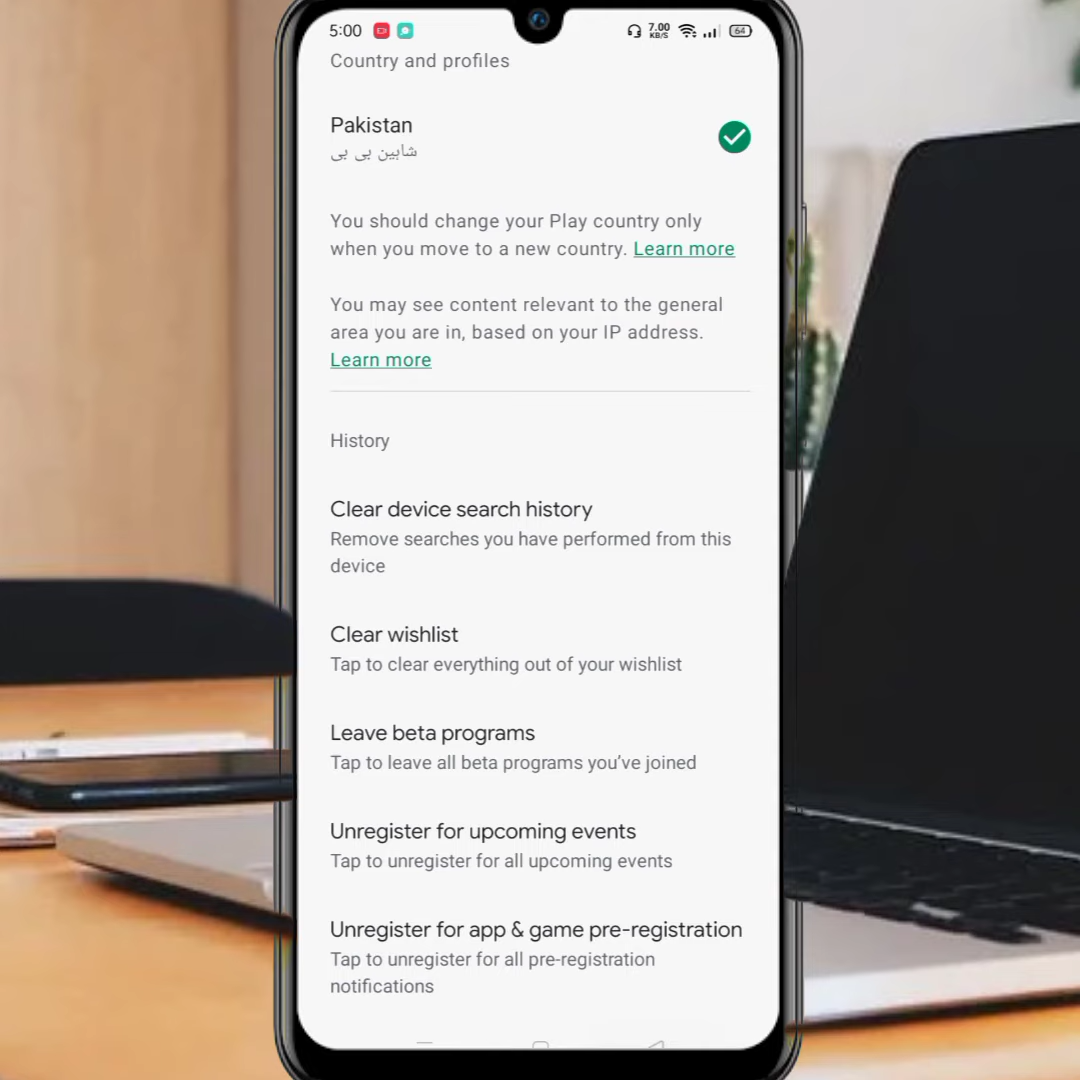 5:00
7.00
KB/S
64
Country and profiles
Pakistan
شاہین بی بی
You should change your Play country only
when you move to a new country. Learn more
You may see content relevant to the general
area you are in, based on your IP address.
Learn more
History
Clear device search history
Remove searches you have performed from this
device
Clear wishlist
Tap to clear everything out of your wishlist
Leave beta programs
Tap to leave all beta programs you’ve joined
Unregister for upcoming events
Tap to unregister for all upcoming events
Unregister for app & game pre-registration
Tap to unregister for all pre-registration
notifications